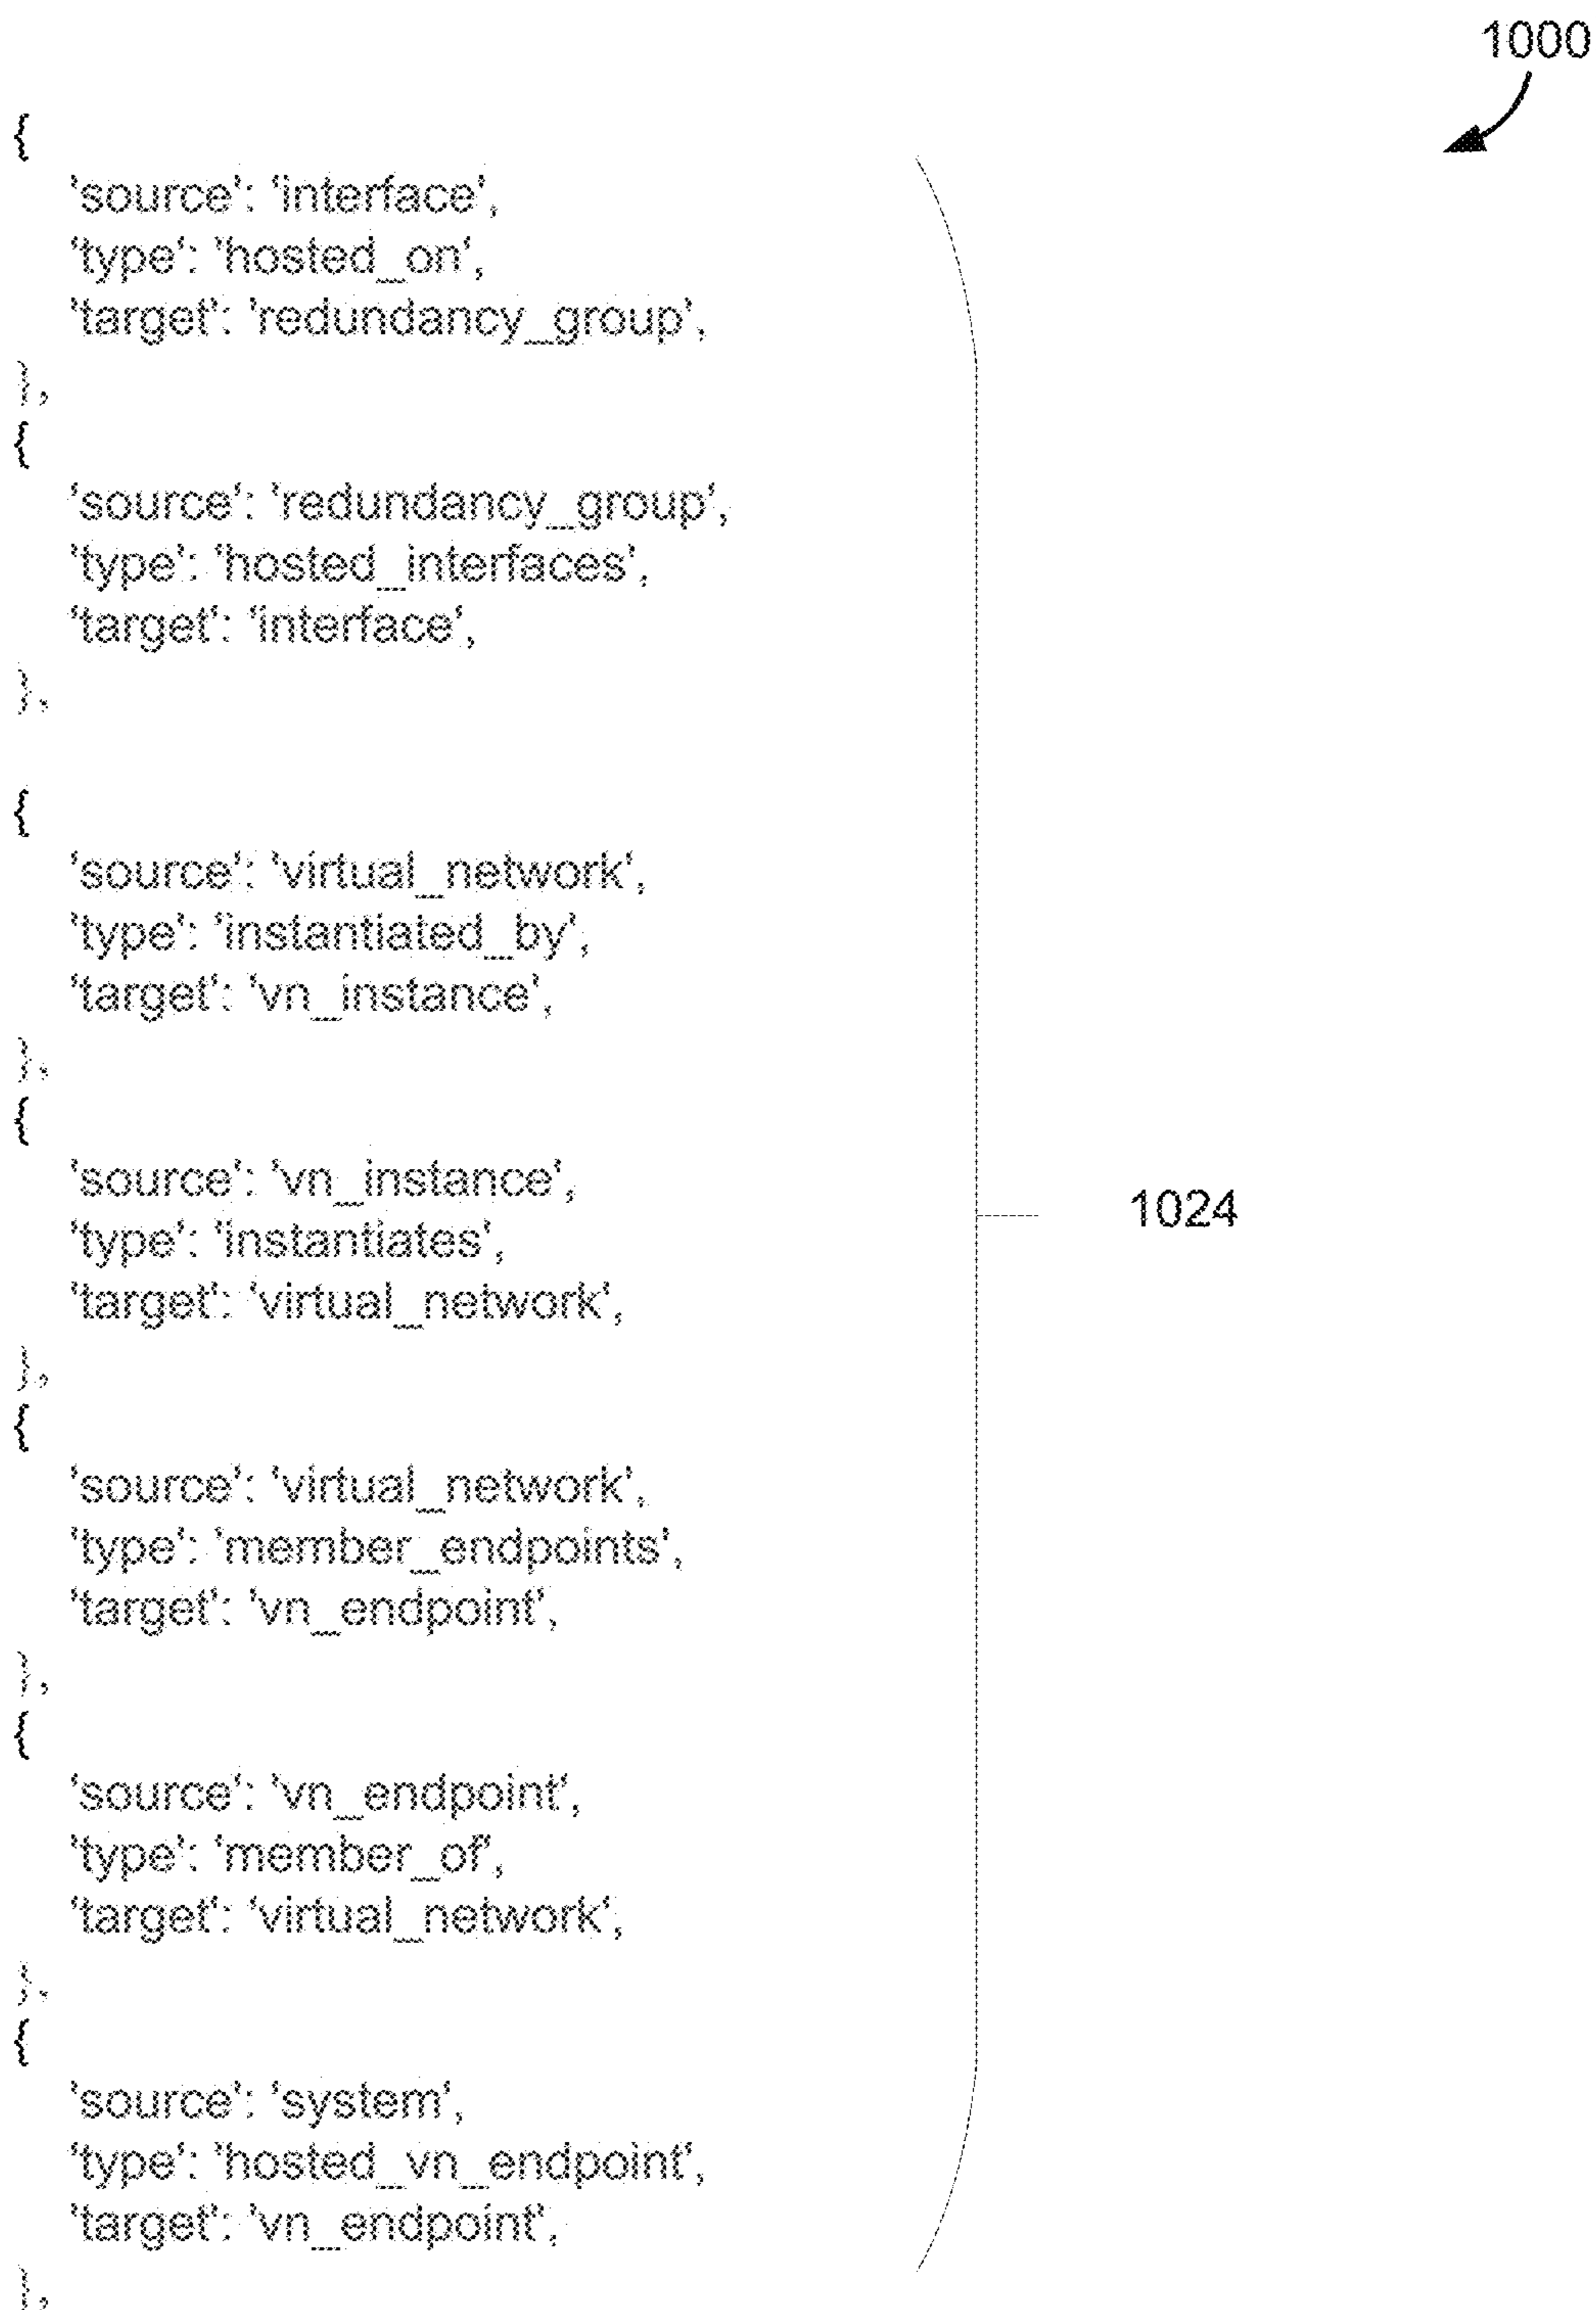 1000
{
'source': 'interface',
'type': 'hosted_on',
'target': 'redundancy_group',
},
{
'source': 'redundancy_group',
'type': 'hosted_interfaces',
'target': 'interface',
},
{
'source': 'virtual_network',
'type': 'instantiated_by',
'target': 'vn_instance',
},
{
'source': 'vn_instance',
'type': 'instantiates',
'target': 'virtual_network',
},
{
'source': 'virtual_network',
'type': 'member_endpoints',
'target': 'vn_endpoint',
},
{
'source': 'vn_endpoint',
'type': 'member_of',
'target': 'virtual_network',
},
{
'source': 'system',
'type': 'hosted_vn_endpoint',
'target': 'vn_endpoint',
},
1024